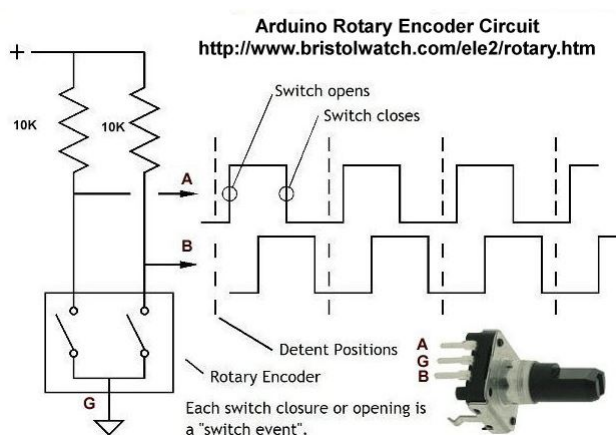 Arduino Rotary Encoder Circuit
http://www.bristolwatch.com/ele2/rotary.htm
+
Switch opens
Switch closes
10K
10K
A
B
Detent Positions
Rotary Encoder
G
Each switch closure or opening is
a "switch event".
A
G
B